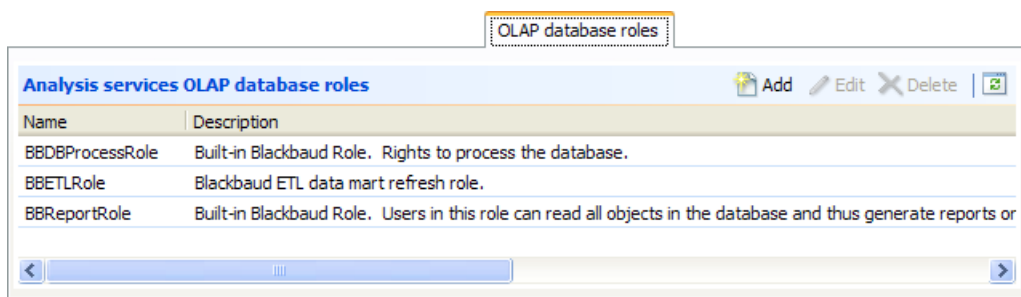 OLAP database roles
Analysis services OLAP database roles Add Edit Delete
Name Description
BBDBProcessRole Built-in Blackbaud Role.  Rights to process the database.
BBETLRole Blackbaud ETL data mart refresh role.
BBReportRole Built-in Blackbaud Role.  Users in this role can read all objects in the database and thus generate reports or